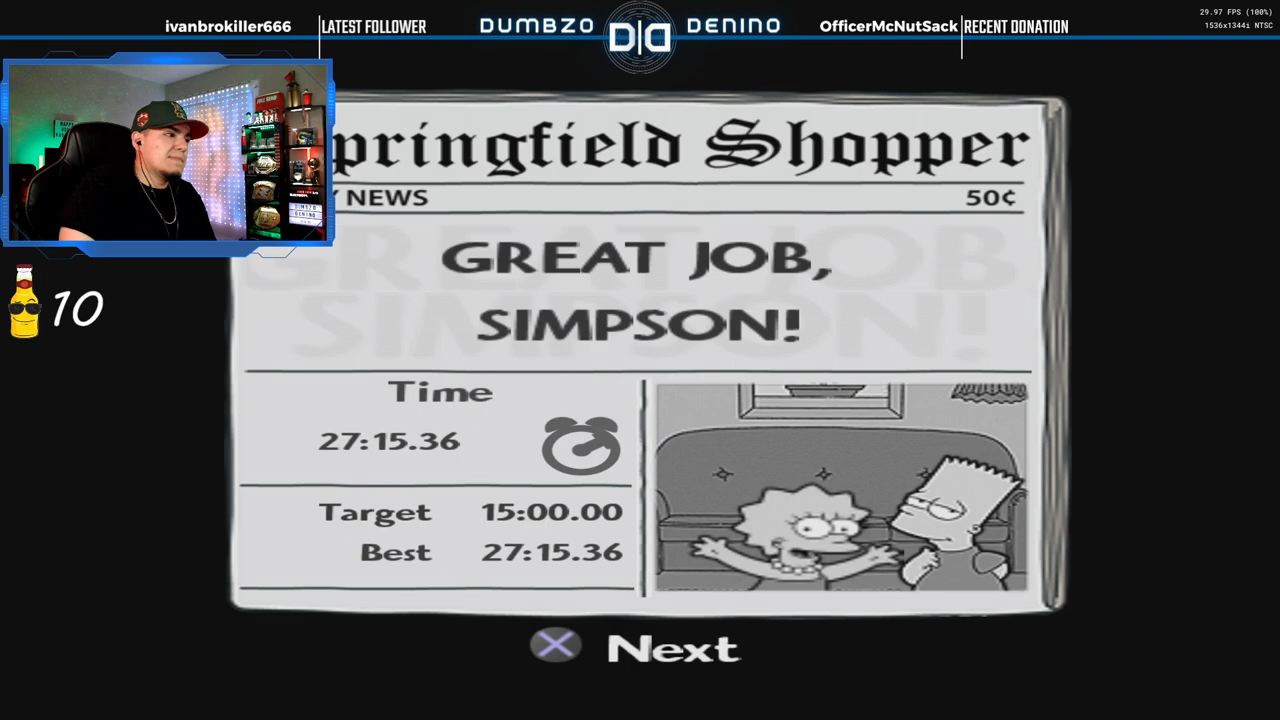 ivanbrokiller666 LATEST FOLLOWER DUMBZO D|D DENINO OfficerMcNutSack RECENT DONATION
29.97 FPS (100%)
1536x1344i NTSC
pringfield Shopper
Y NEWS 50¢
GREAT JOB,
SIMPSON!
10
Time
27:15.36
Target 15:00.00
Best 27:15.36
Next